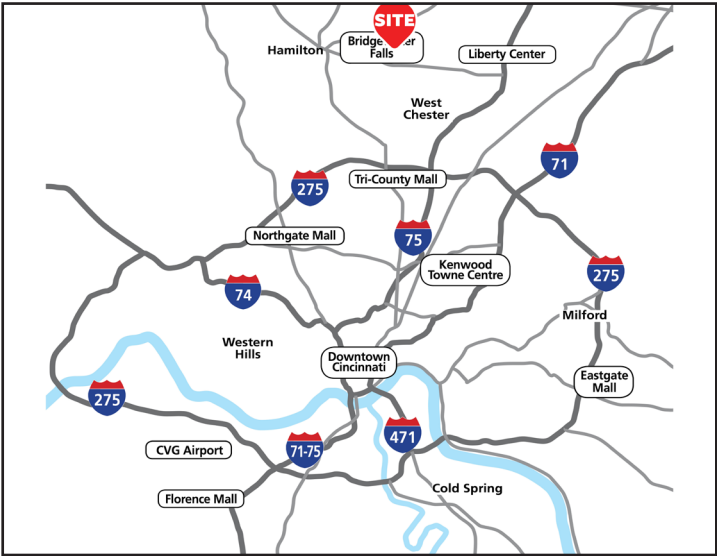 SITE
Hamilton
Bridge
Falls
Liberty Center
West
Chester
71
275
Tri-County Mall
Northgate Mall
75
Kenwood
Towne Centre
275
74
Milford
Western
Hills
Downtown
Cincinnati
Eastgate
Mall
275
471
71-75
CVG Airport
Cold Spring
Florence Mall